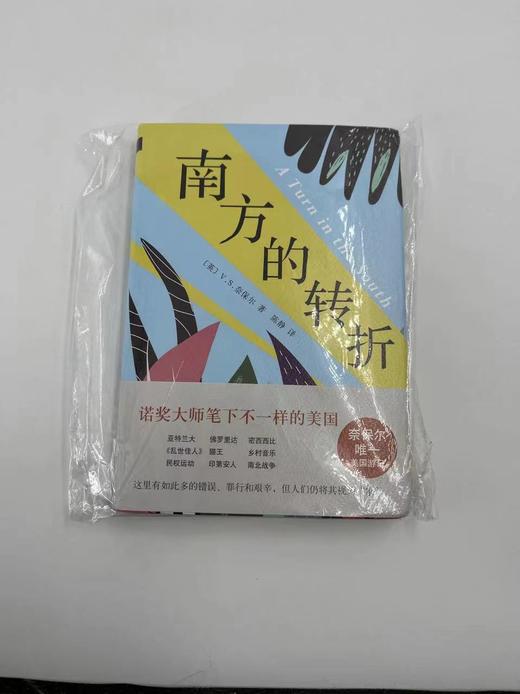 南方的转折
A Turn in the South
〔英〕V.S.奈保尔 著 陈静 译
诺奖大师笔下不一样的美国
亚特兰大 佛罗里达 密西西比
《乱世佳人》 猫王 乡村音乐
民权运动 印第安人 南北战争
这里有如此多的错误、罪行和艰辛，但人们仍将其视
奈保尔
唯一
美国游记